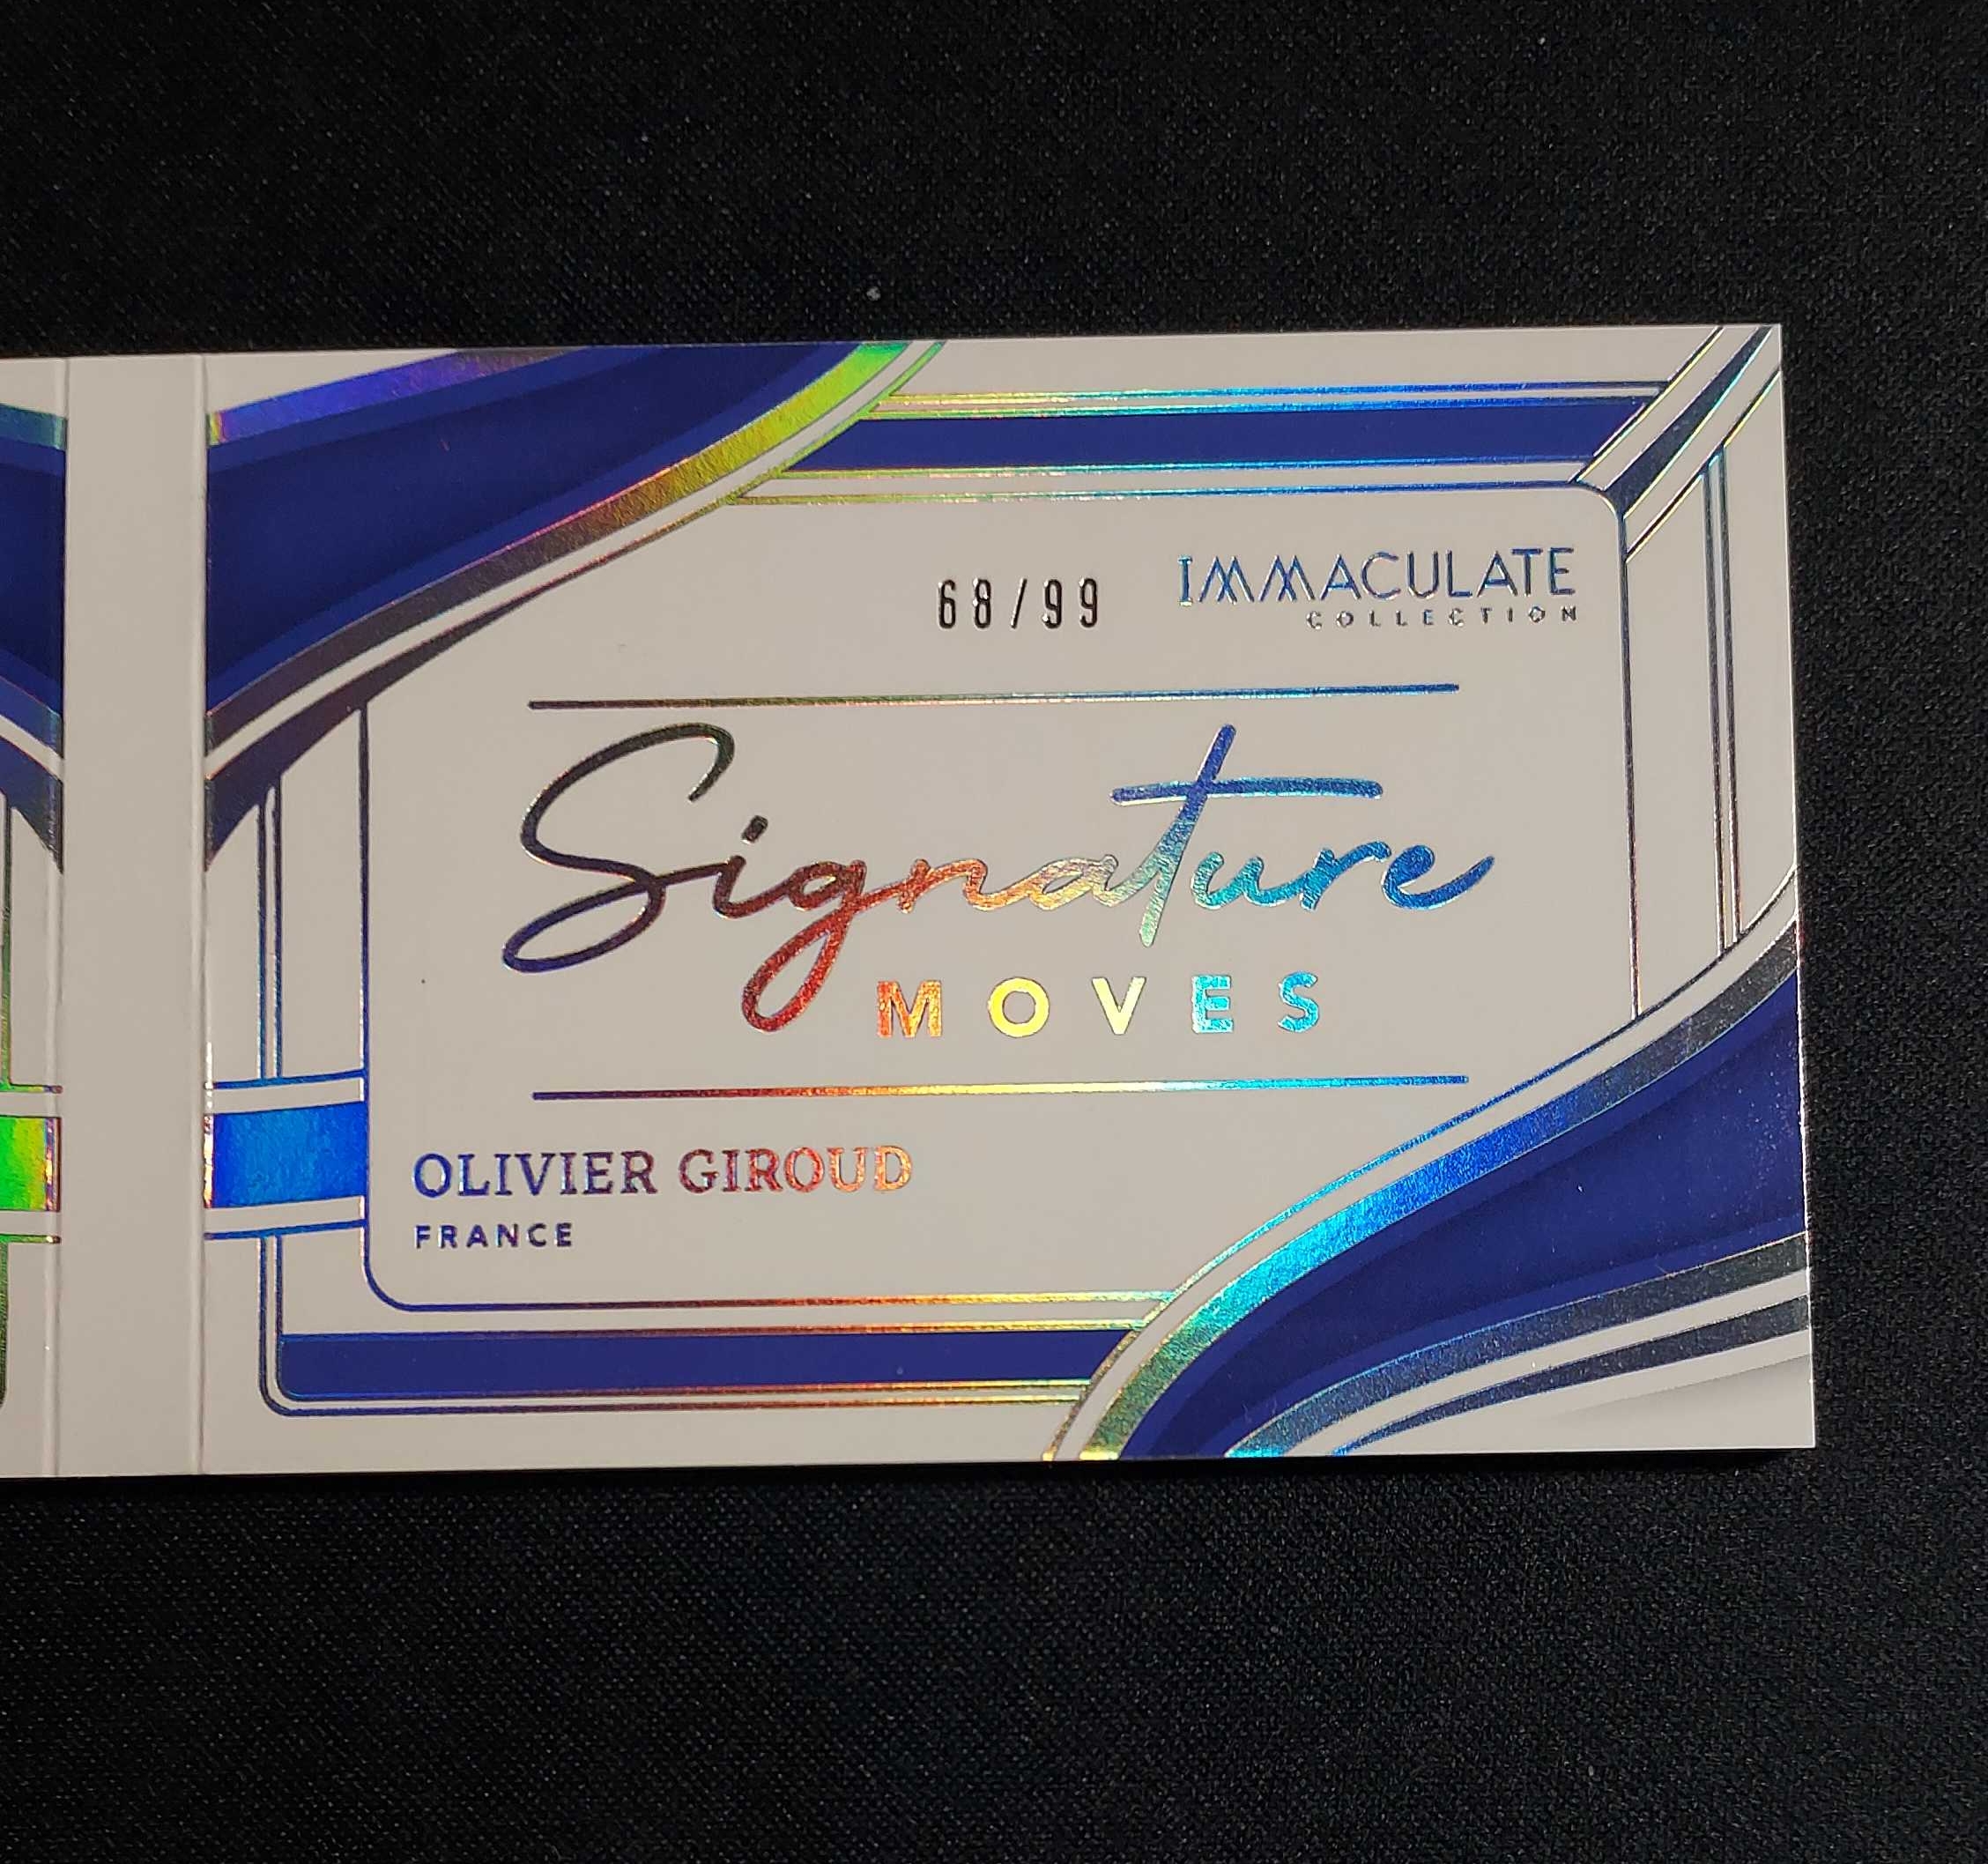 68/99
IMMACULATE
COLLECTION
Signature
MOVES
OLIVIER GIROUD
FRANCE